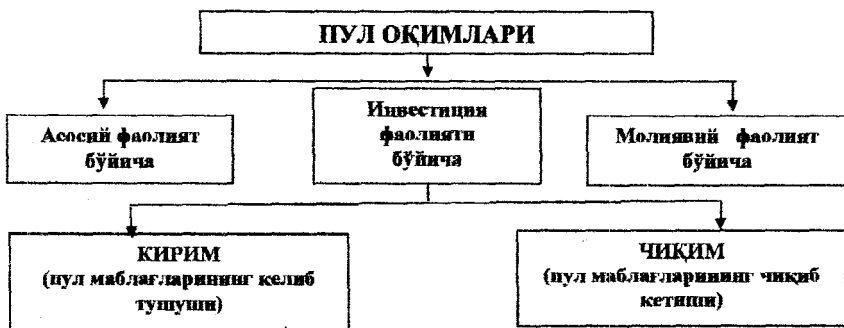 ПУЛ ОҚИМЛАРИ
Асосий фаолият
бўйича
Инвестиция
фаолияти
бўйича
Молиявий фаолият
бўйича
КИРИМ
(пул маблағларининг келиб
тушуши)
ЧИҚИМ
(пул маблағларининг чиқиб
кетиши)